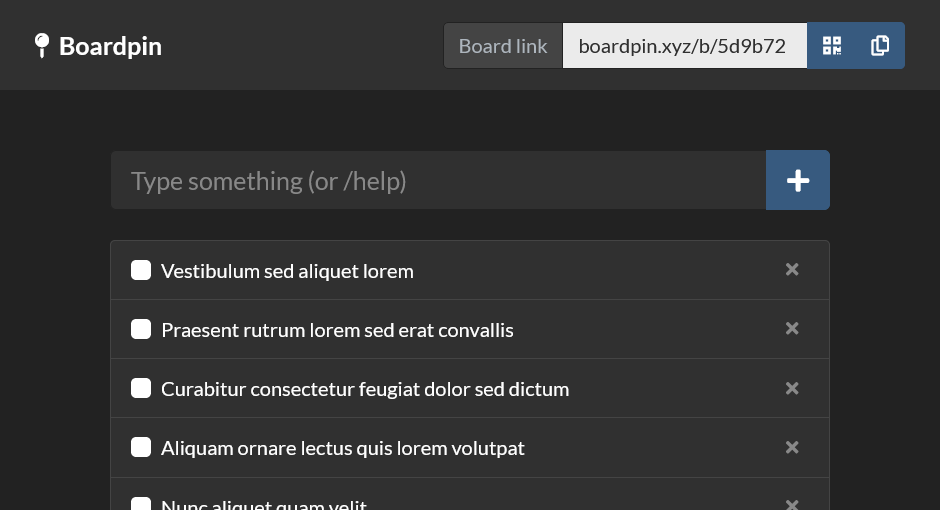 Boardpin
Board link boardpin.xyz/b/5d9b72
Type something (or /help)
Vestibulum sed aliquet lorem
Praesent rutrum lorem sed erat convallis
Curabitur consectetur feugiat dolor sed dictum
Aliquam ornare lectus quis lorem volutpat
Nunc aliquet quam velit